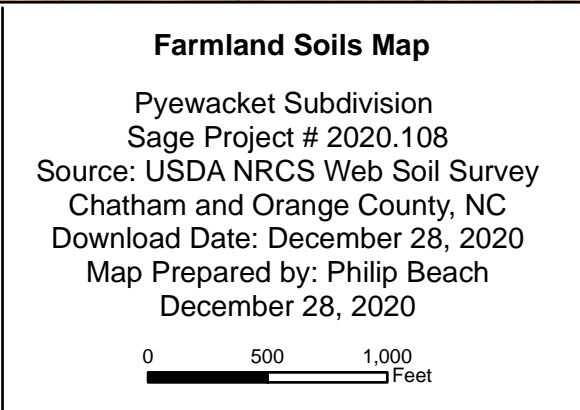 Farmland Soils Map
Pyewacket Subdivision
Sage Project # 2020.108
Source: USDA NRCS Web Soil Survey
Chatham and Orange County, NC
Download Date: December 28, 2020
Map Prepared by: Philip Beach
December 28, 2020
0 500 1,000
Feet